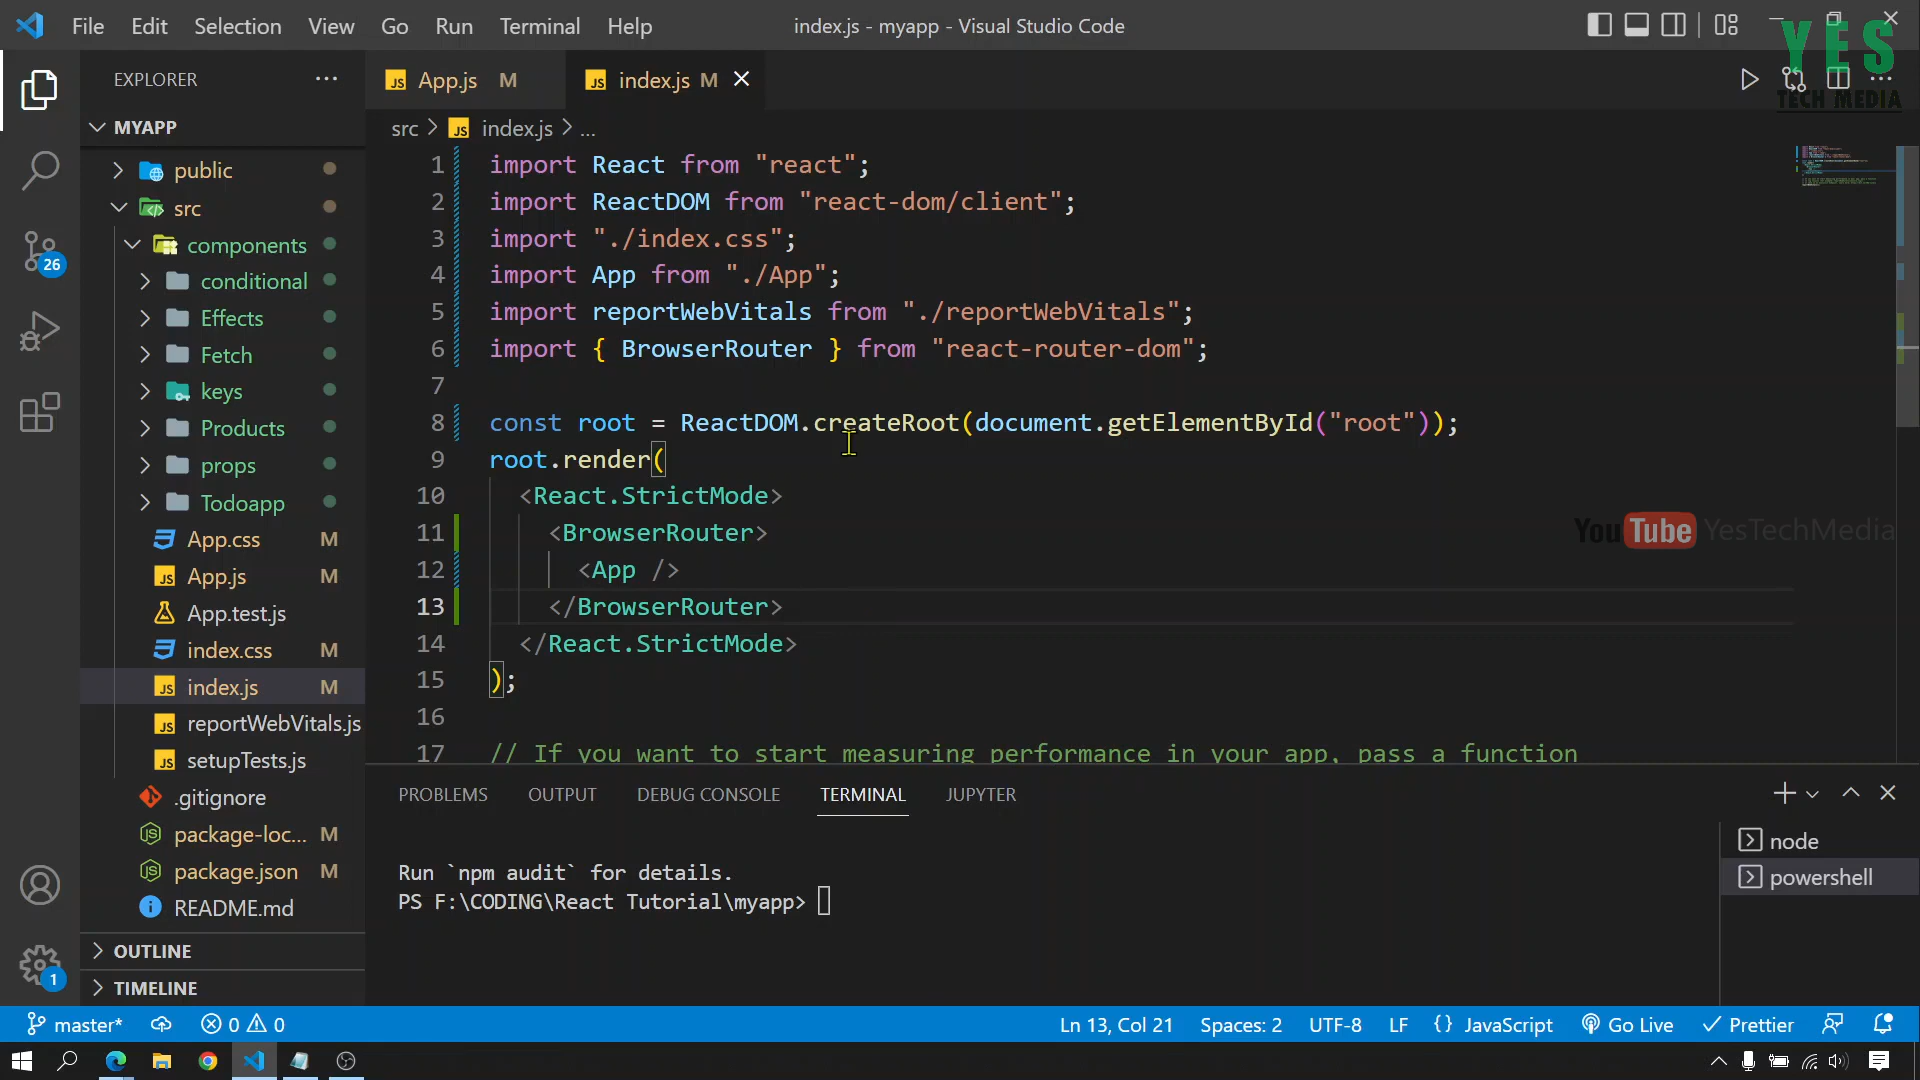 File Edit Selection View Go Run Terminal Help
index.js - myapp - Visual Studio Code
YES
TECH MEDIA
EXPLORER
MYAPP
public
src
components
conditional
Effects
Fetch
keys
Products
props
Todoapp
App.css M
App.js M
App.test.js
index.css M
index.js M
reportWebVitals.js
setupTests.js
.gitignore
package-loc... M
package.json M
README.md
OUTLINE
TIMELINE
26
1
App.js M
index.js M
src > index.js > ...
1 import React from "react";
2 import ReactDOM from "react-dom/client";
3 import "./index.css";
4 import App from "./App";
5 import reportWebVitals from "./reportWebVitals";
6 import { BrowserRouter } from "react-router-dom";
7
8 const root = ReactDOM.createRoot(document.getElementById("root"));
9 root.render(
10 <React.StrictMode>
11 <BrowserRouter>
12 <App />
13 </BrowserRouter>
14 </React.StrictMode>
15 );
16
17 // If you want to start measuring performance in your app, pass a function
YouTube YesTechMedia
PROBLEMS OUTPUT DEBUG CONSOLE TERMINAL JUPYTER
Run `npm audit` for details.
PS F:\CODING\React Tutorial\myapp>
node
powershell
master* 0 0 Ln 13, Col 21 Spaces: 2 UTF-8 LF {} JavaScript Go Live Prettier